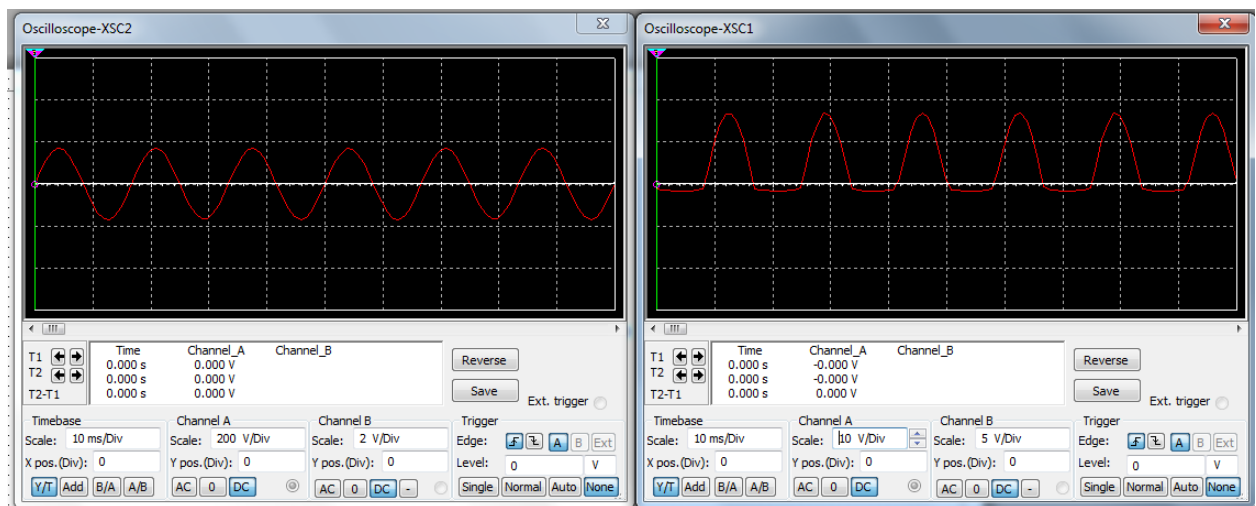 Oscilloscope-XSC2
T1
T2
T2-T1
Time Channel_A Channel_B
0.000 s 0.000 V
0.000 s 0.000 V
0.000 s 0.000 V
Reverse
Save
Ext. trigger
Timebase
Scale: 10 ms/Div
X pos.(Div): 0
Y/T Add B/A A/B
Channel A
Scale: 200 V/Div
Y pos.(Div): 0
AC 0 DC
Channel B
Scale: 2 V/Div
Y pos.(Div): 0
AC 0 DC -
Trigger
Edge: A B Ext
Level: 0 V
Single Normal Auto None
Oscilloscope-XSC1
T1
T2
T2-T1
Time Channel_A Channel_B
0.000 s -0.000 V
0.000 s -0.000 V
0.000 s 0.000 V
Reverse
Save
Ext. trigger
Timebase
Scale: 10 ms/Div
X pos.(Div): 0
Y/T Add B/A A/B
Channel A
Scale: 10 V/Div
Y pos.(Div): 0
AC 0 DC
Channel B
Scale: 5 V/Div
Y pos.(Div): 0
AC 0 DC -
Trigger
Edge: A B Ext
Level: 0 V
Single Normal Auto None